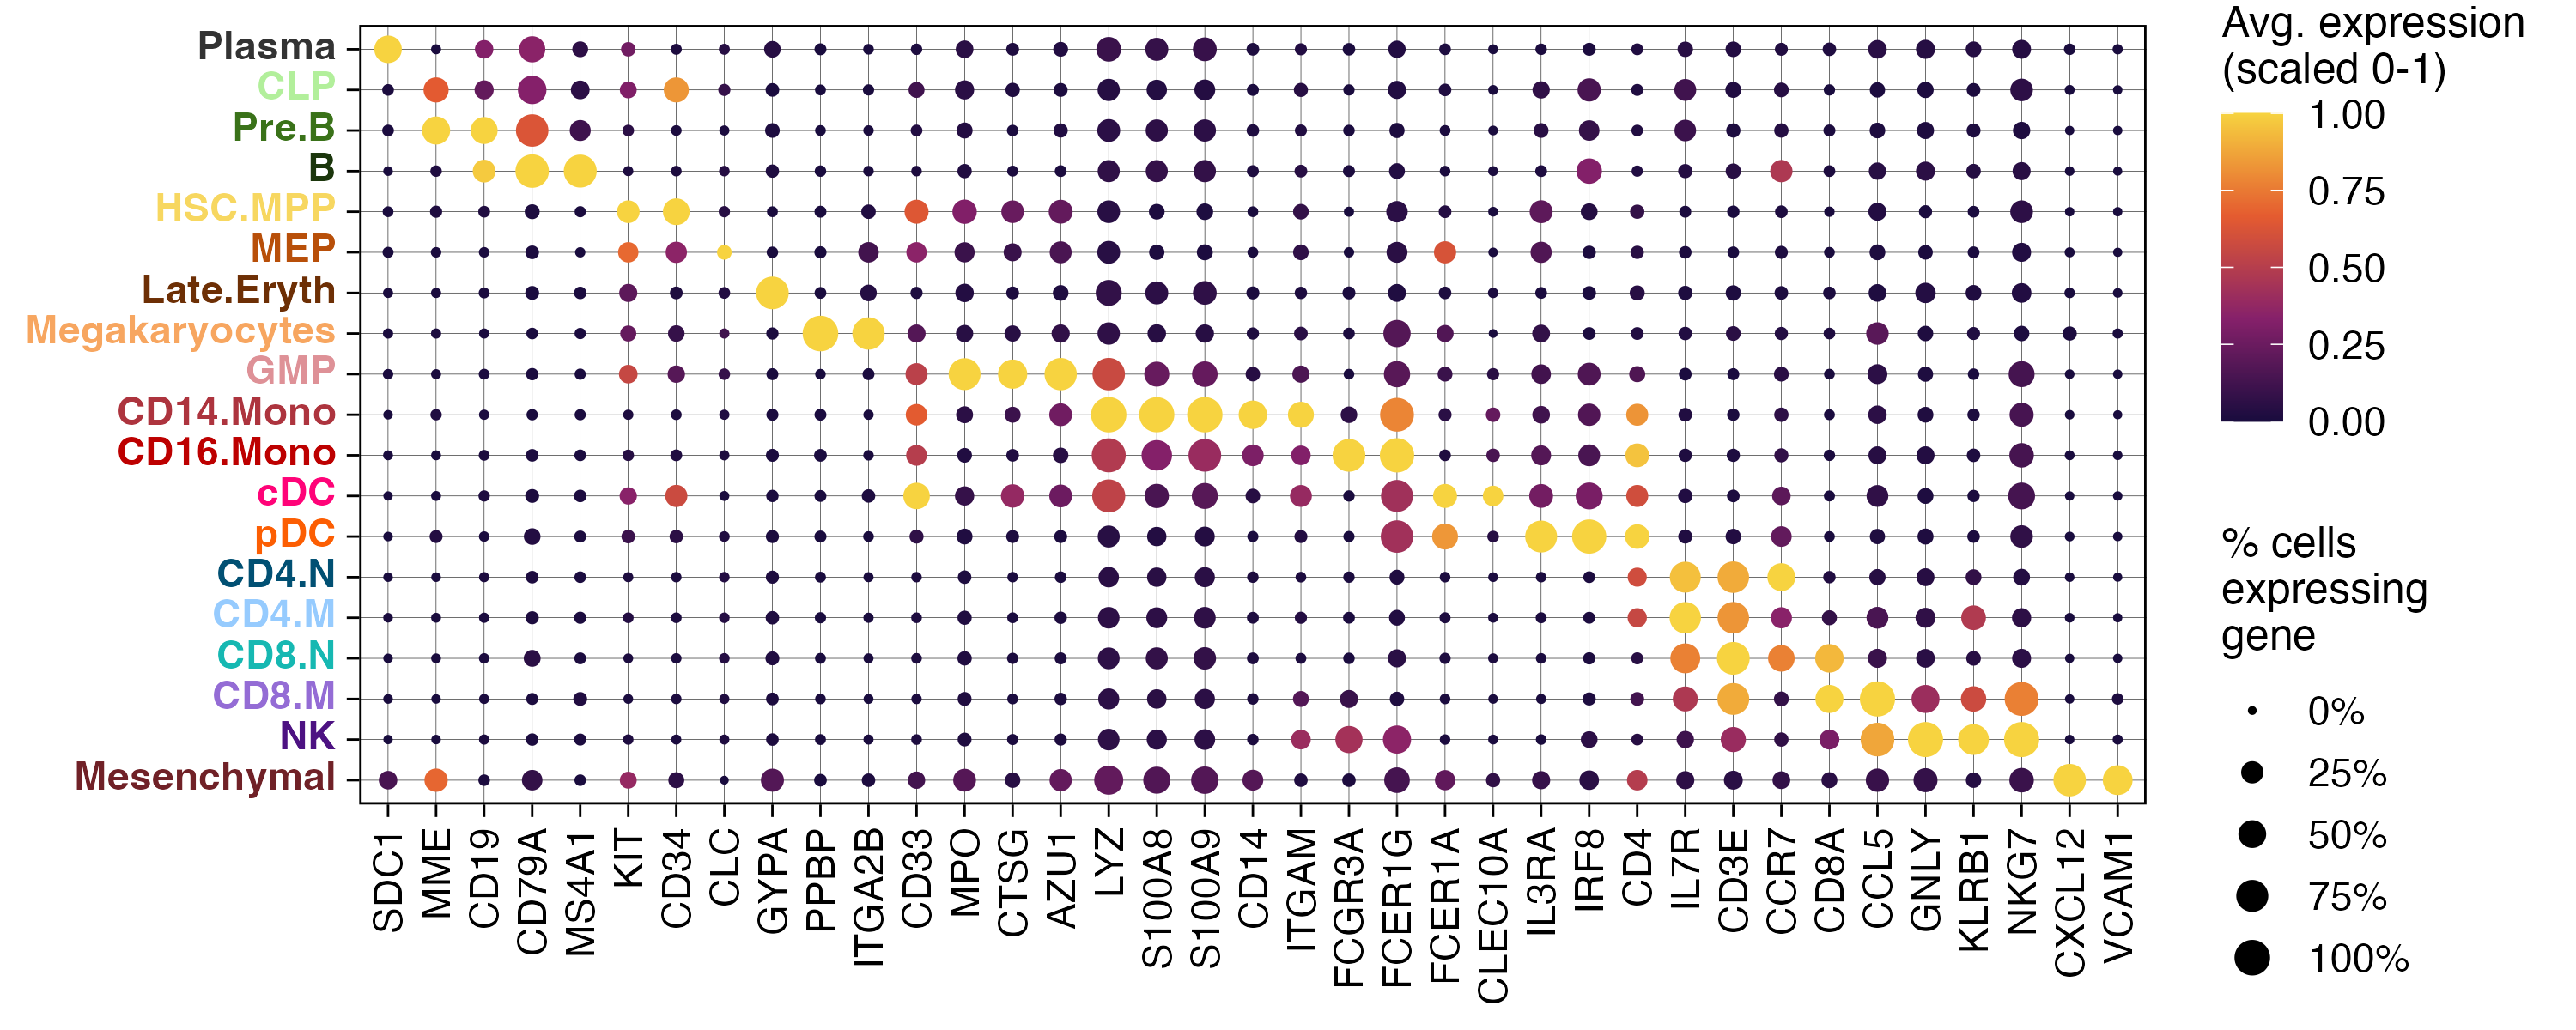 Plasma
CLP
Pre.B
B
HSC.MPP
MEP
Late.Eryth
Megakaryocytes
GMP
CD14.Mono
CD16.Mono
cDC
pDC
CD4.N
CD4.M
CD8.N
CD8.M
NK
Mesenchymal
SDC1
MME
CD19
CD79A
MS4A1
KIT
CD34
CLC
GYPA
PPBP
ITGA2B
CD33
MPO
CTSG
AZU1
LYZ
S100A8
S100A9
CD14
ITGAM
FCGR3A
FCER1G
FCER1A
CLEC10A
IL3RA
IRF8
CD4
IL7R
CD3E
CCR7
CD8A
CCL5
GNLY
KLRB1
NKG7
CXCL12
VCAM1
Avg. expression
(scaled 0-1)
1.00
0.75
0.50
0.25
0.00
% cells
expressing
gene
0%
25%
50%
75%
100%